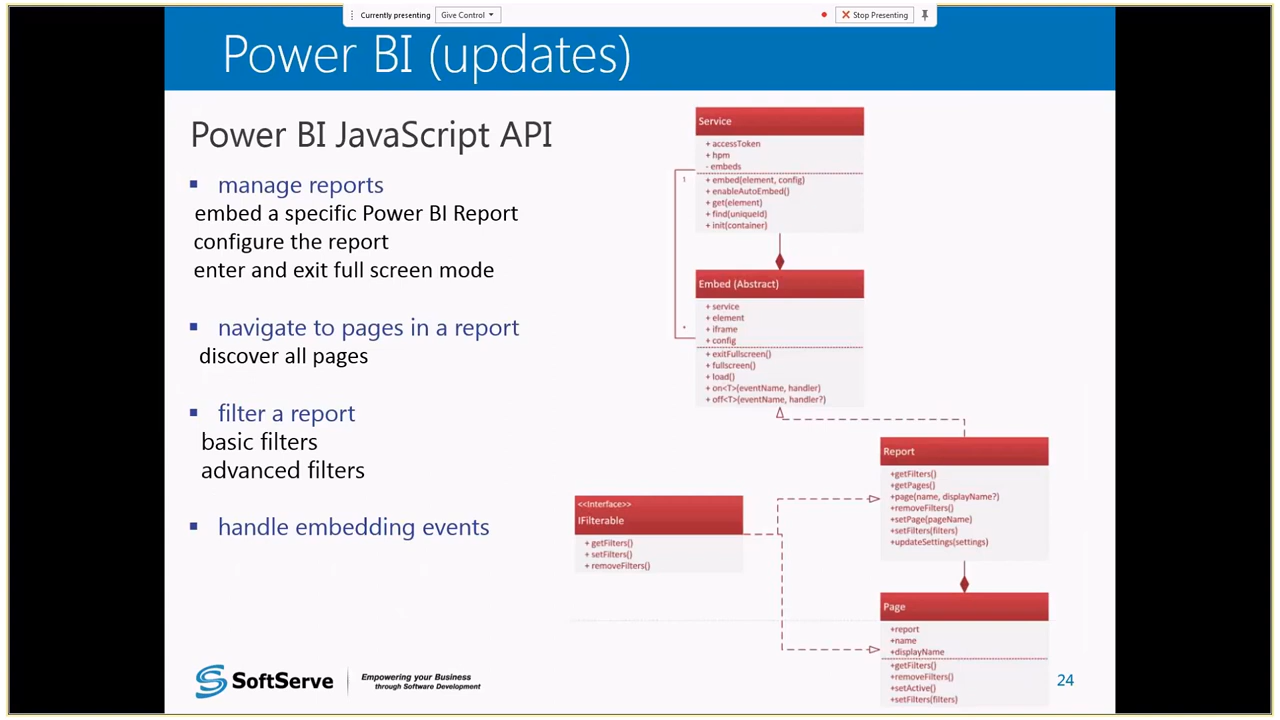 Currently presenting
Give Control
Stop Presenting
Power BI (updates)
Power BI JavaScript API
manage reports
embed a specific Power BI Report
configure the report
enter and exit full screen mode
navigate to pages in a report
discover all pages
filter a report
basic filters
advanced filters
handle embedding events
Service
+ accessToken
+ hpm
- embeds
+ embed(element, config)
+ enableAutoEmbed()
+ get(element)
+ find(uniqueId)
+ init(container)
1
*
Embed (Abstract)
+ service
+ element
+ iframe
+ config
+ exitFullscreen()
+ fullscreen()
+ load()
+ on<T>(eventName, handler)
+ off<T>(eventName, handler?)
Report
+getFilters()
+getPages()
+page(name, displayName?)
+removeFilters()
+setPage(pageName)
+setFilters(filters)
+updateSettings(settings)
<<Interface>>
IFilterable
+ getFilters()
+ setFilters()
+ removeFilters()
Page
+report
+name
+displayName
+getFilters()
+removeFilters()
+setActive()
+setFilters(filters)
SoftServe
Empowering your Business
through Software Development
24